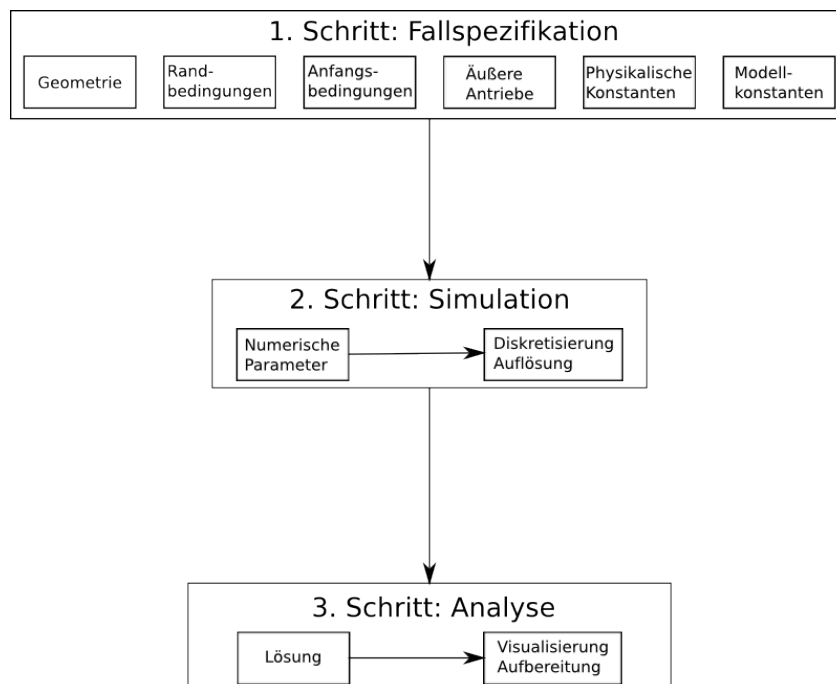 1. Schritt: Fallspezifikation
Geometrie
Rand-
bedingungen
Anfangs-
bedingungen
Äußere
Antriebe
Physikalische
Konstanten
Modell-
konstanten
2. Schritt: Simulation
Numerische
Parameter
Diskretisierung
Auflösung
3. Schritt: Analyse
Lösung
Visualisierung
Aufbereitung